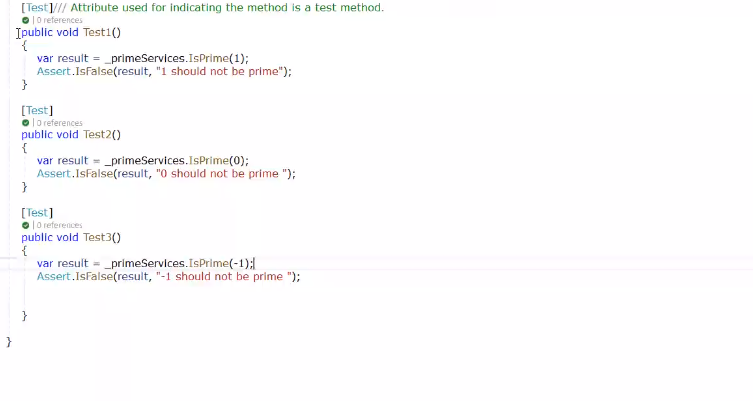 [Test]/// Attribute used for indicating the method is a test method.
| 0 references
public void Test1()
{
var result = _primeServices.IsPrime(1);
Assert.IsFalse(result, "1 should not be prime");
}
[Test]
| 0 references
public void Test2()
{
var result = _primeServices.IsPrime(0);
Assert.IsFalse(result, "0 should not be prime ");
}
[Test]
| 0 references
public void Test3()
{
var result = _primeServices.IsPrime(-1);
Assert.IsFalse(result, "-1 should not be prime ");
}
}